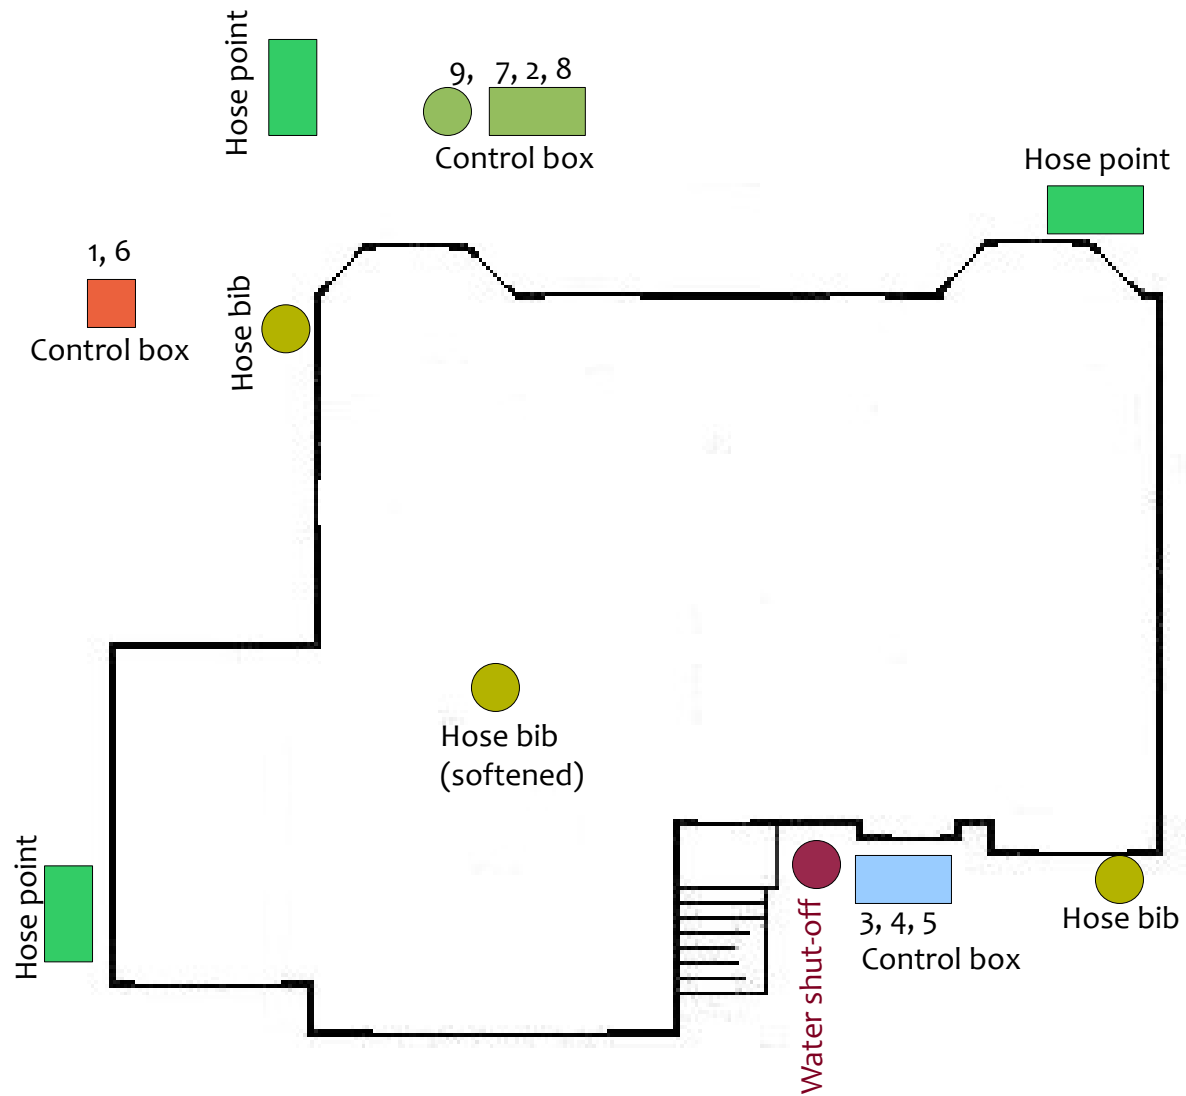 Hose point
9, 7, 2, 8
Control box
Hose point
1, 6
Control box
Hose bib
Hose bib
(softened)
Hose point
Water shut-off
3, 4, 5
Control box
Hose bib